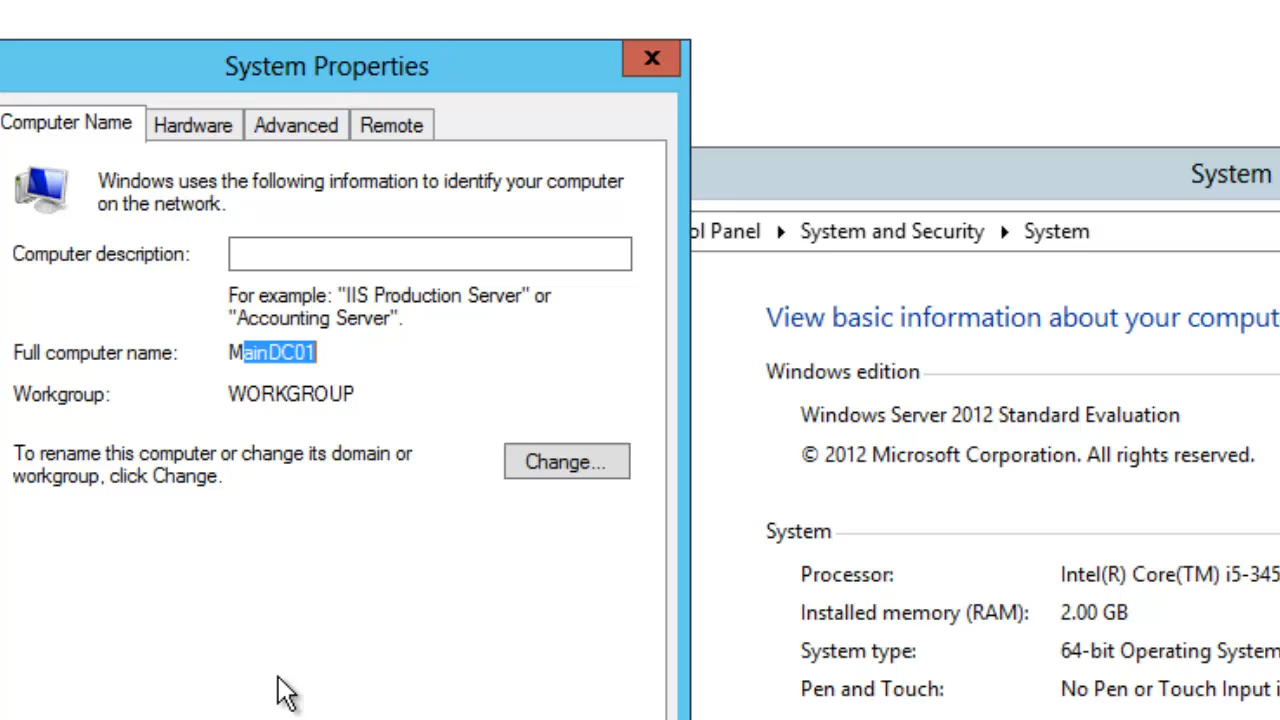 System Properties
x
Computer Name Hardware Advanced Remote
Windows uses the following information to identify your computer
on the network.
Computer description:
For example: "IIS Production Server" or
"Accounting Server".
Full computer name: MainDC01
Workgroup: WORKGROUP
To rename this computer or change its domain or
workgroup, click Change.
Change...
System
ol Panel System and Security System
View basic information about your comput
Windows edition
Windows Server 2012 Standard Evaluation
© 2012 Microsoft Corporation. All rights reserved.
System
Processor: Intel(R) Core(TM) i5-345
Installed memory (RAM): 2.00 GB
System type: 64-bit Operating System
Pen and Touch: No Pen or Touch Input i